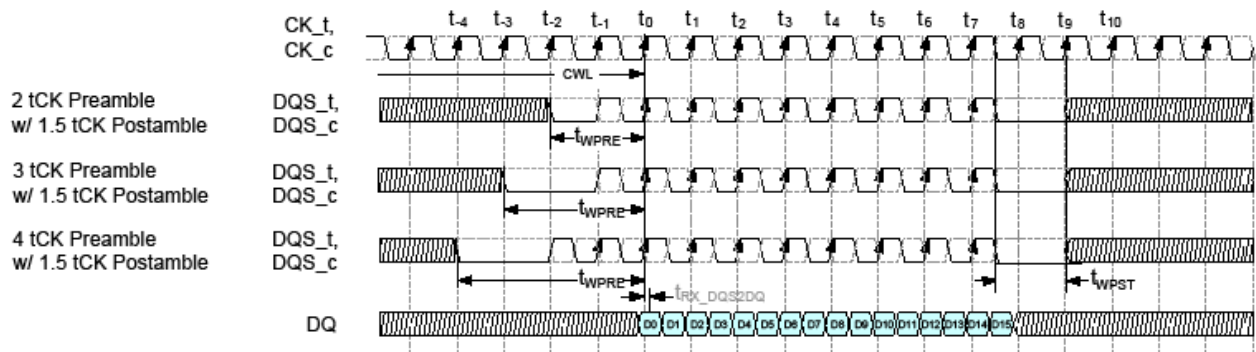 CK_t,
CK_c
t-4 t-3 t-2 t-1 t0 t1 t2 t3 t4 t5 t6 t7 t8 t9 t10
CWL
2 tCK Preamble
w/ 1.5 tCK Postamble
DQS_t,
DQS_c
tWPRE
3 tCK Preamble
w/ 1.5 tCK Postamble
DQS_t,
DQS_c
tWPRE
4 tCK Preamble
w/ 1.5 tCK Postamble
DQS_t,
DQS_c
tWPRE
tWPST
tRX_DQS2DQ
DQ
D0 D1 D2 D3 D4 D5 D6 D7 D8 D9 D10 D11 D12 D13 D14 D15